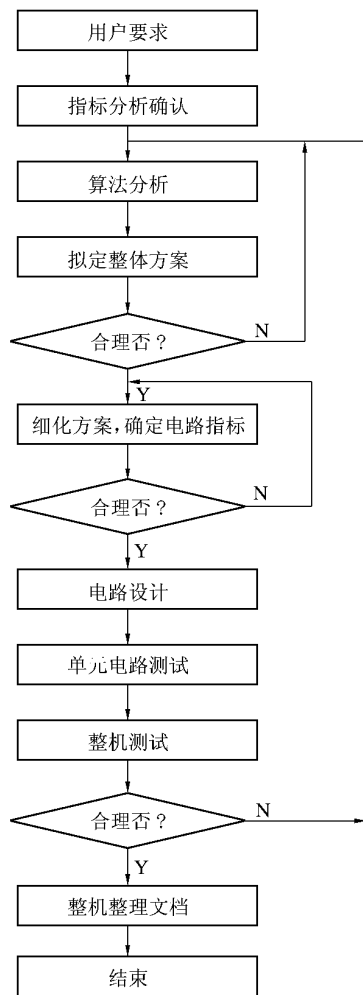 用户要求
指标分析确认
算法分析
拟定整体方案
合理否?
N
Y
细化方案,确定电路指标
合理否?
N
Y
电路设计
单元电路测试
整机测试
合理否?
N
Y
整机整理文档
结束